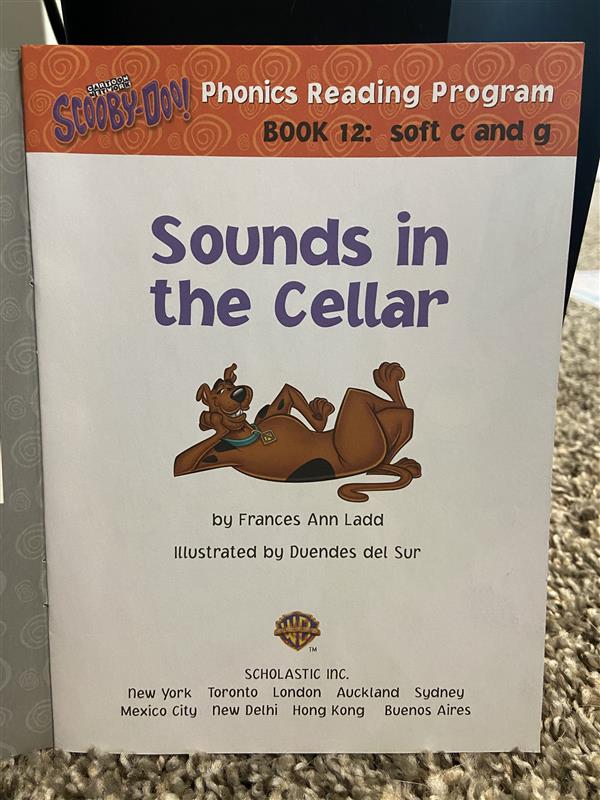 CARTOON NETWORK
SCOOBY-DOO! Phonics Reading Program
BOOK 12: soft c and g
Sounds in
the Cellar
by Frances Ann Ladd
Illustrated by Duendes del Sur
WB
TM
SCHOLASTIC INC.
New York Toronto London Auckland Sydney
Mexico City New Delhi Hong Kong Buenos Aires